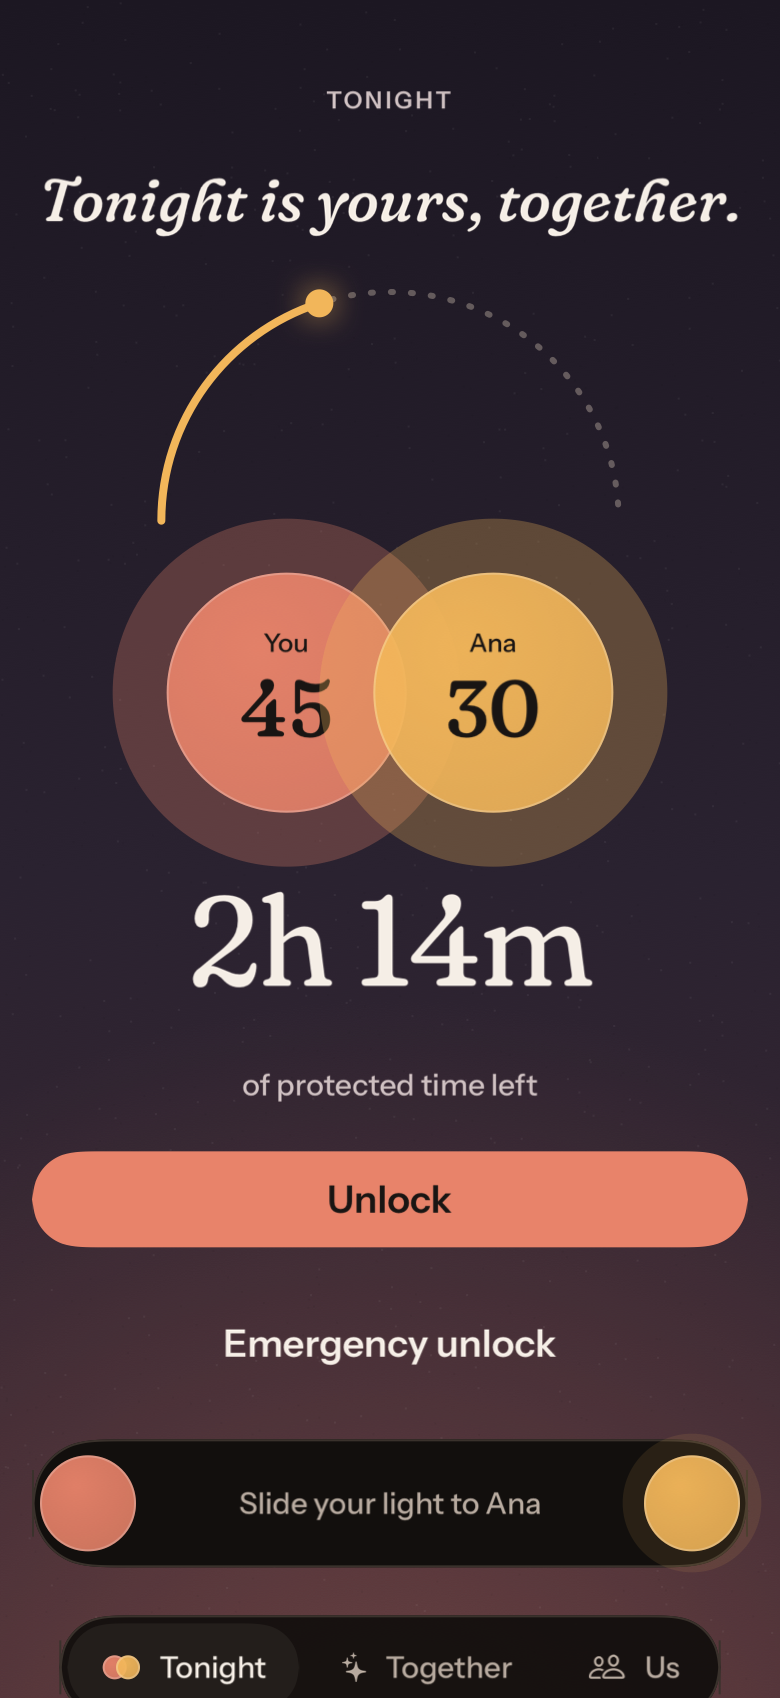 TONIGHT
Tonight is yours, together.
You
45
Ana
30
2h 14m
of protected time left
Unlock
Emergency unlock
Slide your light to Ana
Tonight
Together
Us